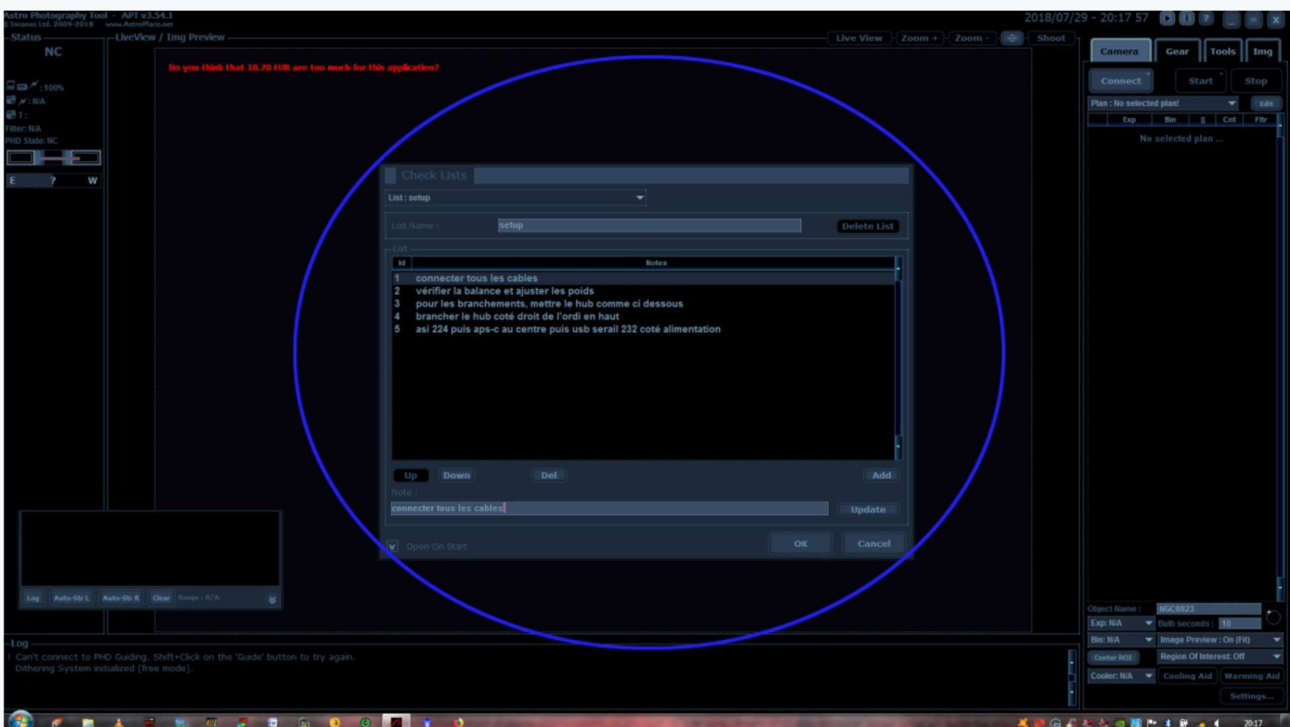 Astro Photography Tool - APT v3.54.1
© Incanus Ltd. 2009-2018 www.AstroPlace.net
2018/07/29 - 20:17 57
Status
NC
: 100%
: N/A
T :
Filter: N/A
PHD State: NC
E ? W
LiveView / Img Preview
Live View Zoom + Zoom - Shoot
Do you think that 18.70 EUR are too much for this application?
Check Lists
List : setup
List Name : setup Delete List
List
Id Notes
1 connecter tous les cables
2 vérifier la balance et ajuster les poids
3 pour les branchements, mettre le hub comme ci dessous
4 brancher le hub coté droit de l'ordi en haut
5 asi 224 puis aps-c au centre puis usb serail 232 coté alimentation
Up Down Del Add
Note :
connecter tous les cables Update
Open On Start OK Cancel
Log Auto-Str L Auto-Str R Clear Range - N/A
Log
! Can't connect to PHD Guiding. Shift+Click on the 'Guide' button to try again.
Dithering System initialized (free mode).
Camera Gear Tools Img
Connect Start Stop
Plan : No selected plan! Edit
Exp Bin || Cnt Fltr
No selected plan ...
Object Name : NGC6823
Exp: N/A Bulb seconds : 10
Bin: N/A Image Preview : On (Fit)
Center ROI Region Of Interest: Off
Cooler: N/A Cooling Aid Warming Aid
Settings...
20:17